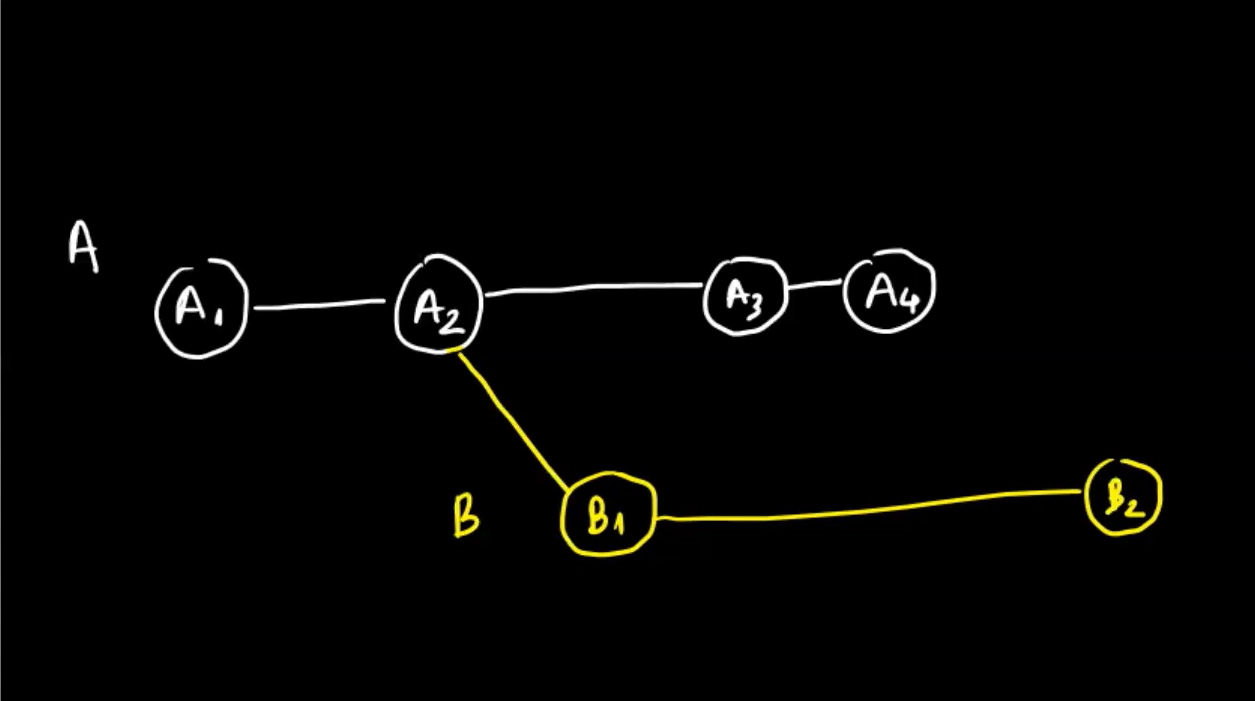 A
A₁ A₂ A₃ A₄
B B₁ B₂